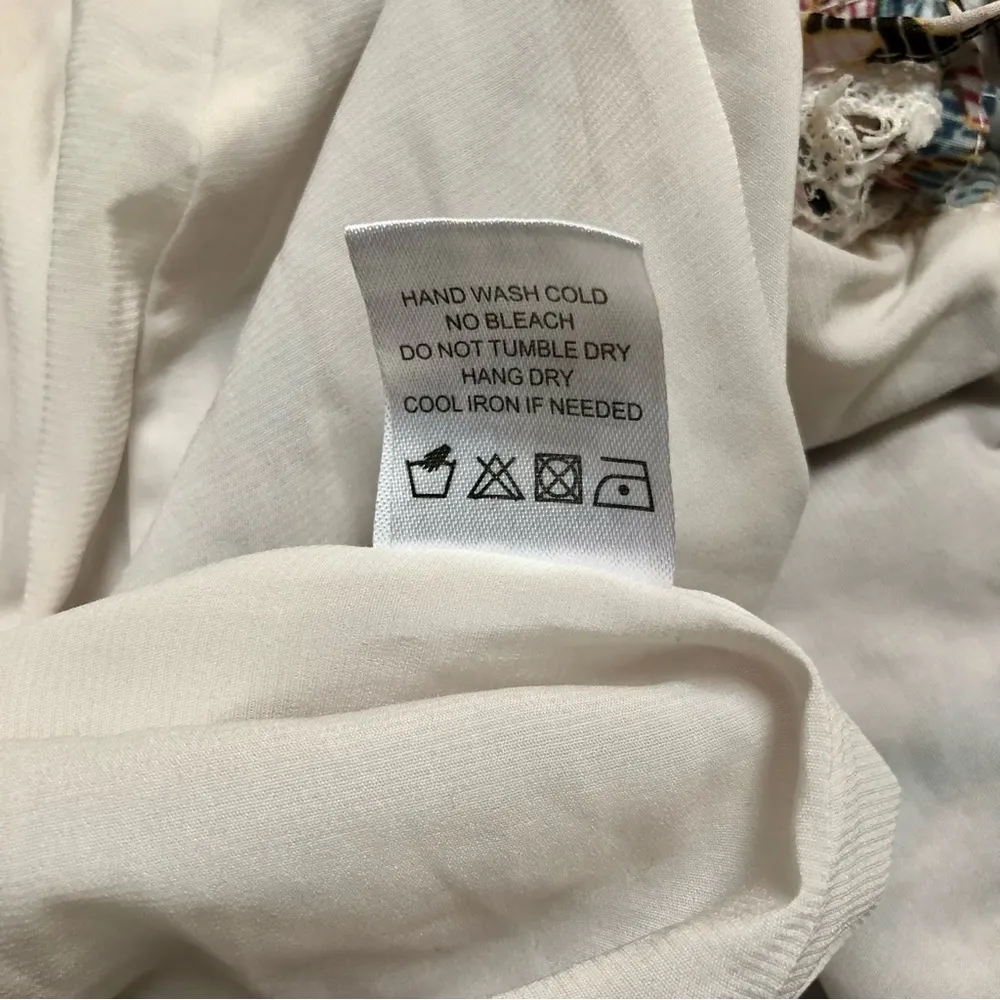 HAND WASH COLD
NO BLEACH
DO NOT TUMBLE DRY
HANG DRY
COOL IRON IF NEEDED